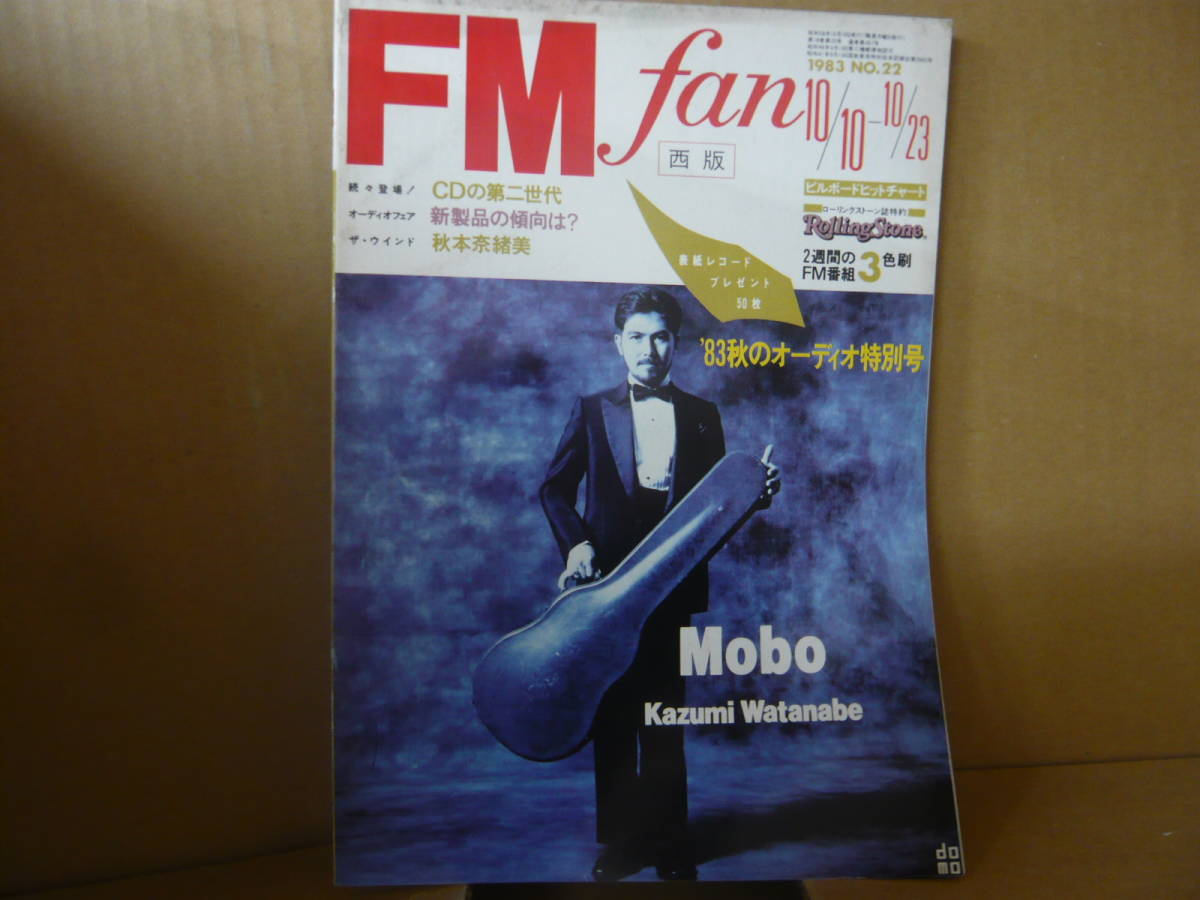 FM fan
西版
1983 NO.22
10/10-10/23
続々登場! CDの第二世代
オーディオフェア 新製品の傾向は?
ザ・ウインド 秋本奈緒美
ビルボードヒットチャート
ローリングストーン誌特約
RollingStone
2週間の
FM番組
3色刷
表紙レコード
プレゼント
50枚
'83秋のオーディオ特別号
Mobo
Kazumi Watanabe
do
mo